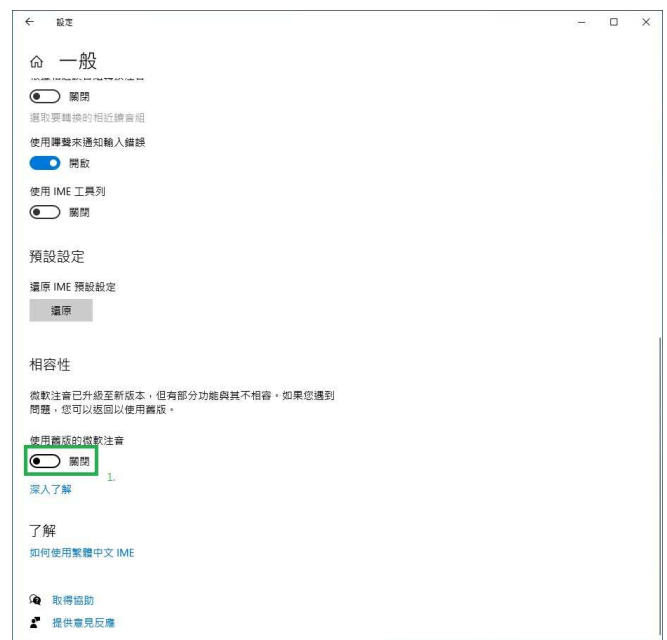 設定
一般
關閉
選取要轉換的相近讀音組
使用嗶聲來通知輸入錯誤
開啟
使用 IME 工具列
關閉
預設設定
還原 IME 預設設定
還原
相容性
微軟注音已升級至新版本，但有部分功能與其不相容。如果您遇到
問題，您可以返回以使用舊版。
使用舊版的微軟注音
關閉
1.
深入了解
了解
如何使用繁體中文 IME
取得協助
提供意見反應